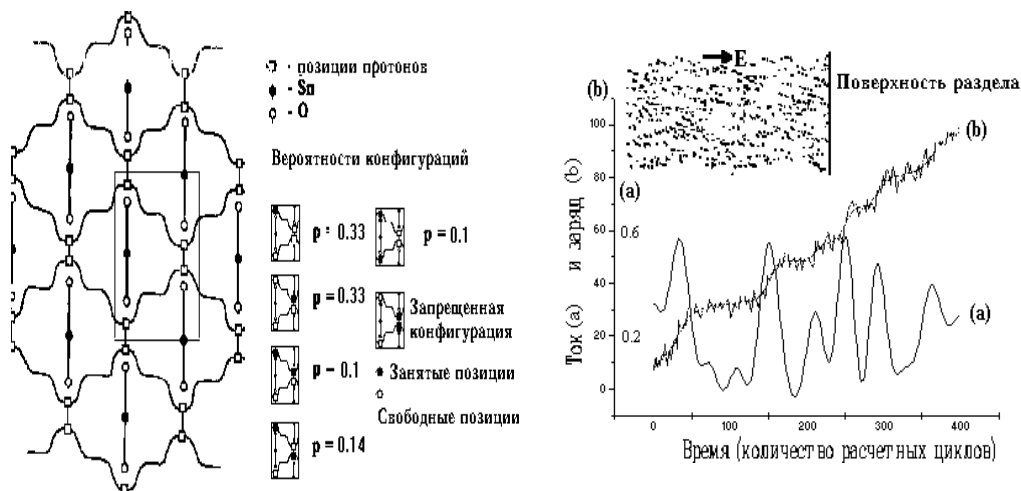 - позиции протонов
- Sn
- O
Вероятности конфигураций
p = 0.33
p = 0.1
p = 0.33
Запрещенная
конфигурация
p = 0.1
Занятые позиции
Свободные позиции
p = 0.14
E
Поверхность раздела
(b)
100
(b)
80
(a)
0.6
60
40
(a)
0.2
20
0
Ток (a) и заряд (b)
0 100 200 300 400
Время (количество расчетных циклов)